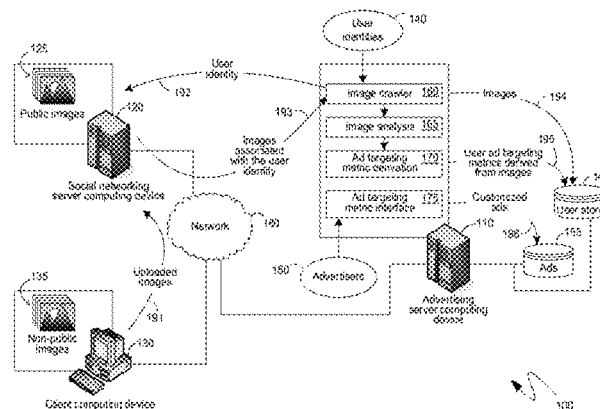 User
identities
140
125
Public images
120
User
identity
192
Social networking
server computing device
Images
associated
with the user
identity
193
Image crawler
Image analysis
Ad targeting
metric derivation 170
Ad targeting
metric interface 175
Images
194
195
User ad targeting
metrics derived
from images
Customized
ads
User store
Ads
110
Advertising
server computing
device
150
Advertisers
Network
160
135
Non-public
images
Uploaded
images
191
130
Client computing device
100